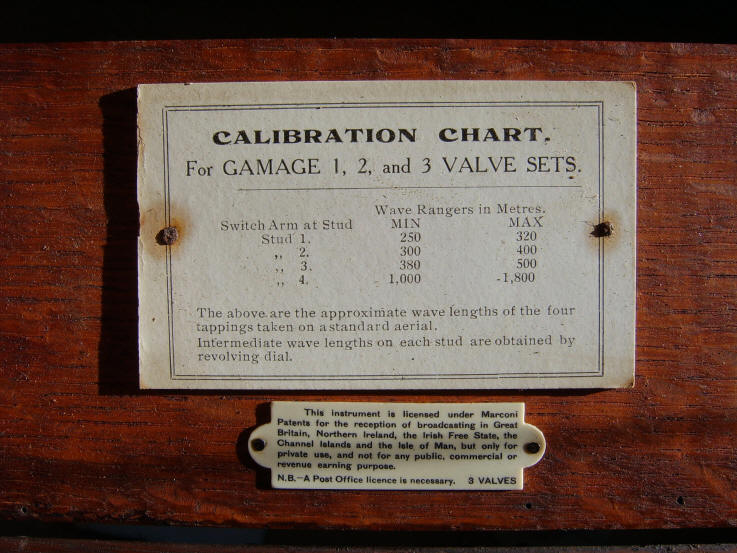 CALIBRATION CHART.
For GAMAGE 1, 2, and 3 VALVE SETS.
Wave Rangers in Metres.
Switch Arm at Stud MIN MAX
Stud 1. 250 320
„ 2. 300 400
„ 3. 380 500
„ 4. 1,000 -1,800
The above are the approximate wave lengths of the four
tappings taken on a standard aerial.
Intermediate wave lengths on each stud are obtained by
revolving dial.
This instrument is licensed under Marconi
Patents for the reception of broadcasting in Great
Britain, Northern Ireland, the Irish Free State, the
Channel Islands and the Isle of Man, but only for
private use, and not for any public, commercial or
revenue earning purpose.
N.B.—A Post Office licence is necessary. 3 VALVES